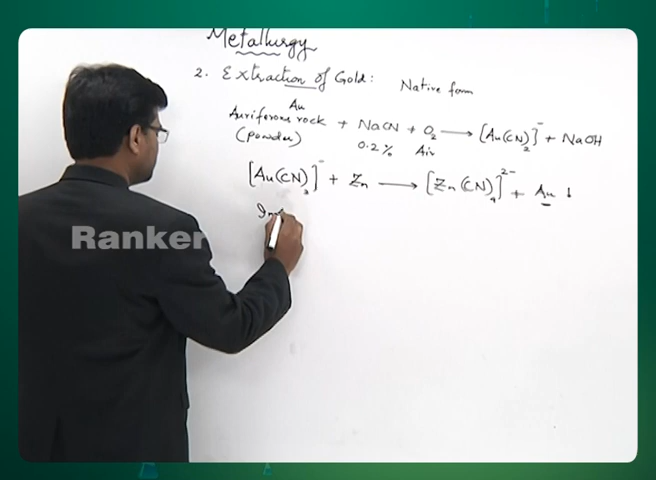 Metallurgy
2. Extraction of Gold: Native form
Au
Auriferous rock + NaCN + O₂ → [Au(CN)₂]⁻ + NaOH
(powder) 0.2% Air
[Au(CN)₂]⁻ + Zn → [Zn(CN)₄]²⁻ + Au ↓
Ranker